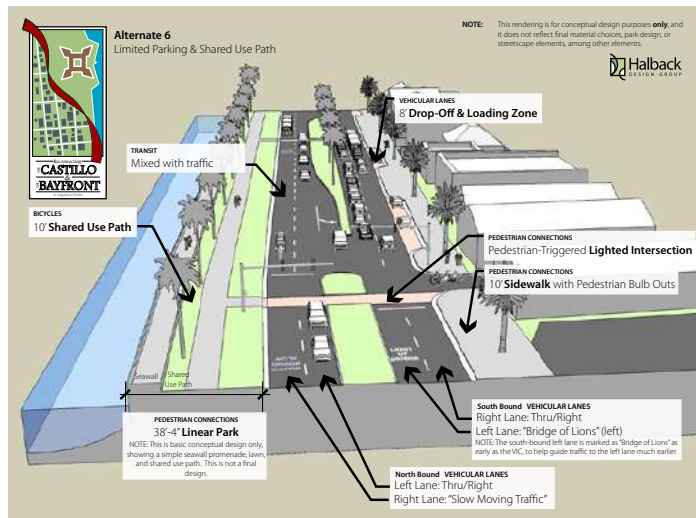 Alternate 6
Limited Parking & Shared Use Path
NOTE: This rendering is for conceptual design purposes only, and
it does not reflect final material choices, park design, or
streetscape elements, among other elements.
Halback
DESIGN GROUP
CASTILLO
BAYFRONT
VEHICULAR LANES
8' Drop-Off & Loading Zone
TRANSIT
Mixed with traffic
BICYCLES
10' Shared Use Path
PEDESTRIAN CONNECTIONS
Pedestrian-Triggered Lighted Intersection
PEDESTRIAN CONNECTIONS
10' Sidewalk with Pedestrian Bulb Outs
Seawall
Shared
Use Path
PEDESTRIAN CONNECTIONS
38'-4" Linear Park
NOTE: This is basic conceptual design only,
showing a simple seawall promenade, lawn,
and shared use path. This is not a final
design.
South Bound VEHICULAR LANES
Right Lane: Thru/Right
Left Lane: "Bridge of Lions" (left)
NOTE: The south-bound left lane is marked as "Bridge of Lions" as
early as the VIC, to help guide traffic to the left lane much earlier.
North Bound VEHICULAR LANES
Left Lane: Thru/Right
Right Lane: "Slow Moving Traffic"